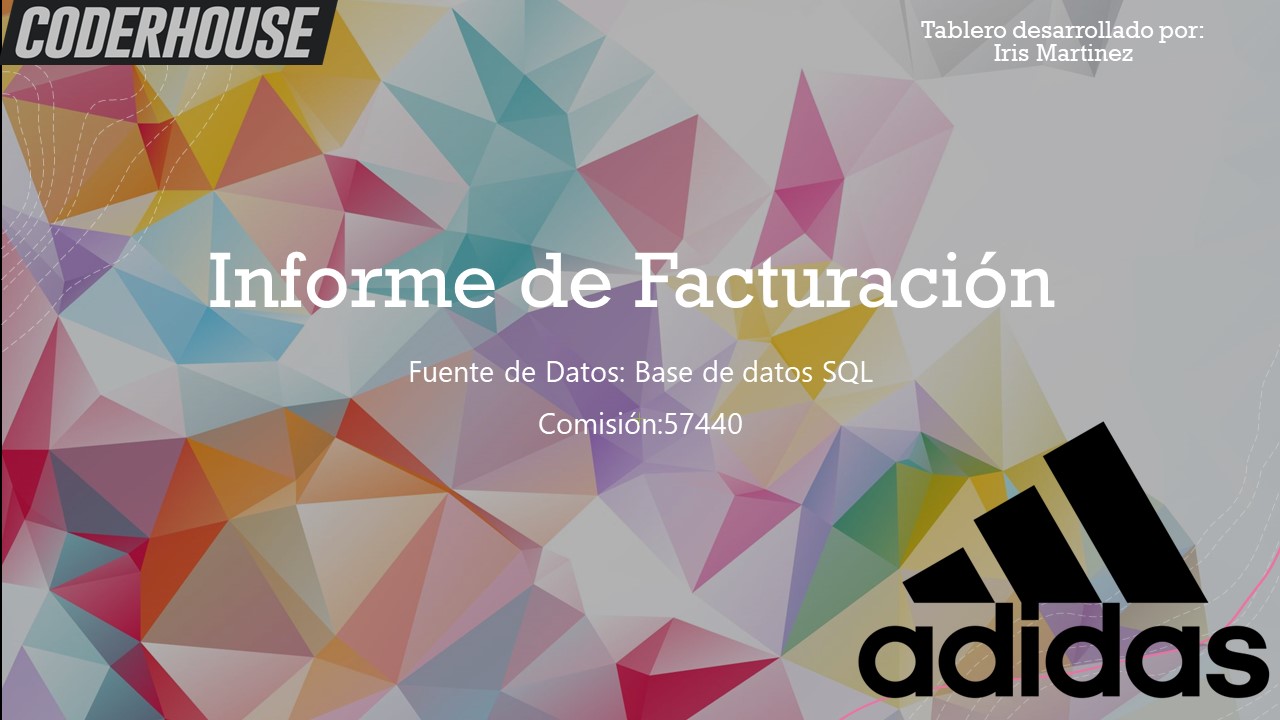 CODERHOUSE
Tablero desarrollado por:
Iris Martinez
Informe de Facturación
Fuente de Datos: Base de datos SQL
Comisión:57440
adidas